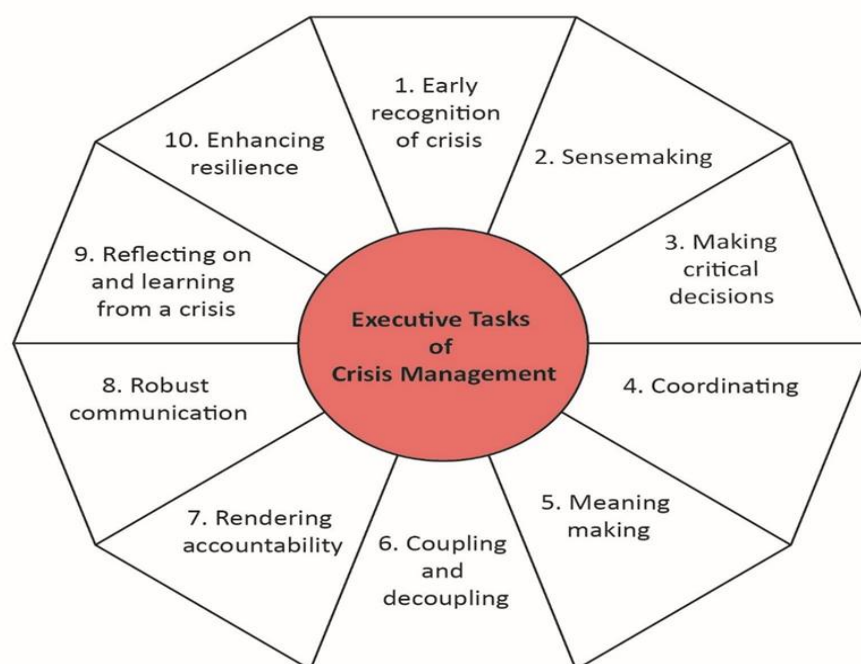 1. Early
recognition
of crisis
2. Sensemaking
3. Making
critical
decisions
4. Coordinating
5. Meaning
making
6. Coupling
and
decoupling
7. Rendering
accountability
8. Robust
communication
9. Reflecting on
and learning
from a crisis
10. Enhancing
resilience
Executive Tasks
of
Crisis Management